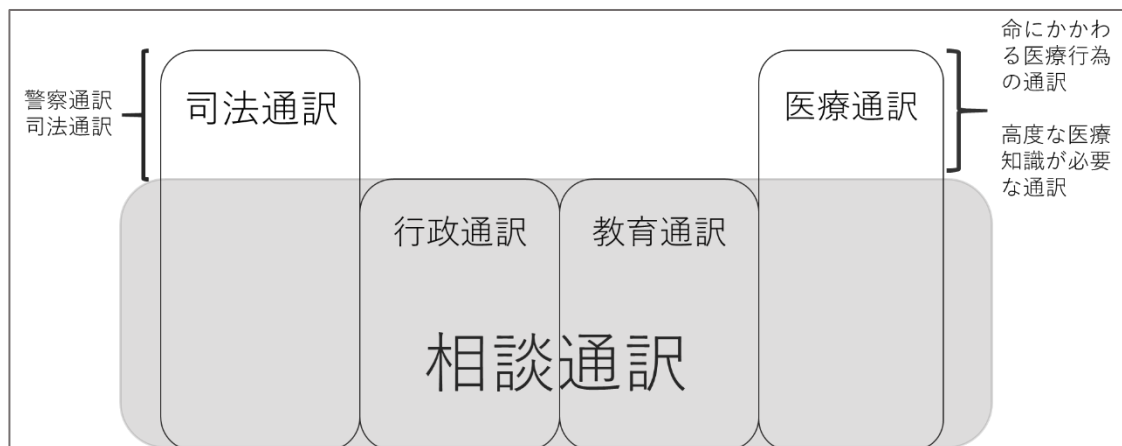 警察通訳
司法通訳
司法通訳
医療通訳
命にかかわ
る医療行為
の通訳
高度な医療
知識が必要
な通訳
行政通訳
教育通訳
相談通訳